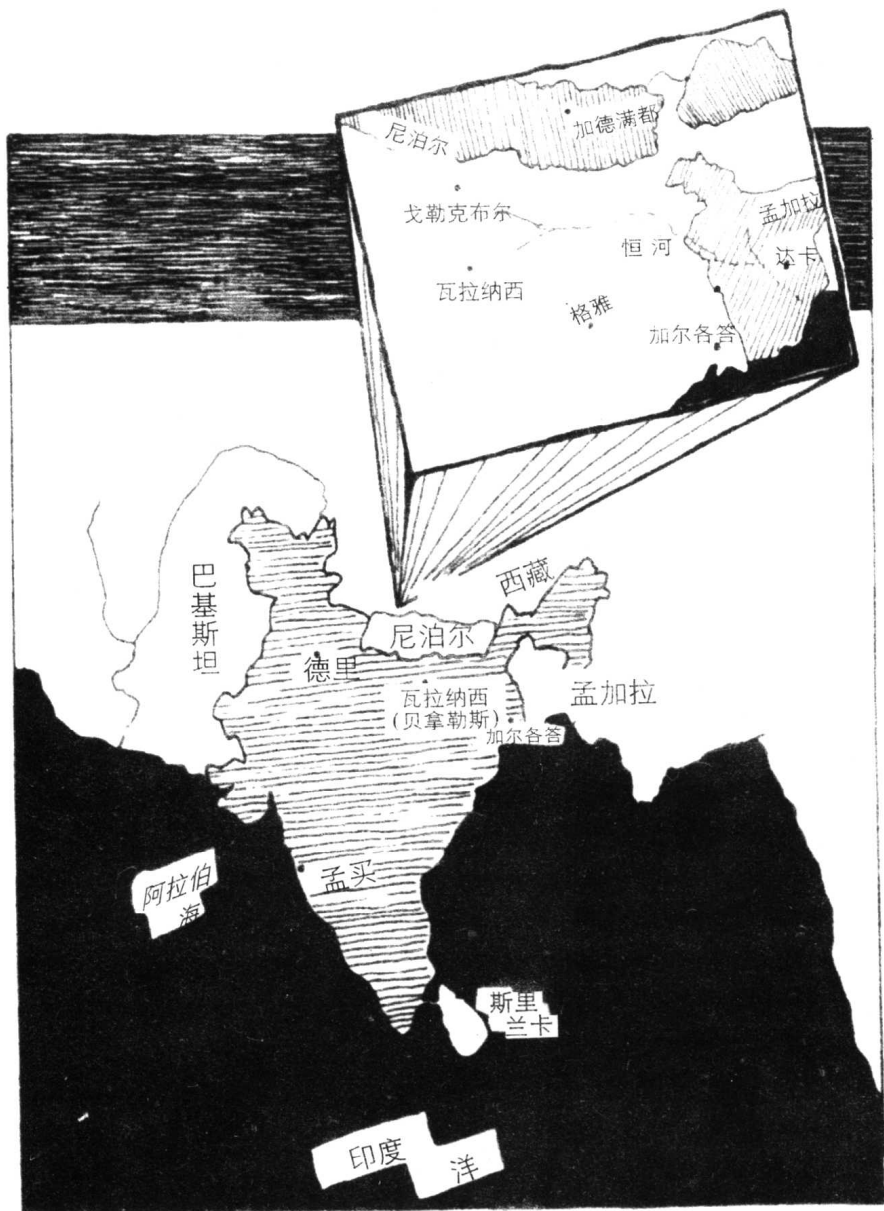 加德满都
尼泊尔
戈勒克布尔
孟加拉
恒河
达卡
瓦拉纳西
格雅
加尔各答
西藏
巴基斯坦
尼泊尔
德里
孟加拉
瓦拉纳西
(贝拿勒斯)
加尔各答
孟买
阿拉伯
海
斯里
兰卡
印度
洋